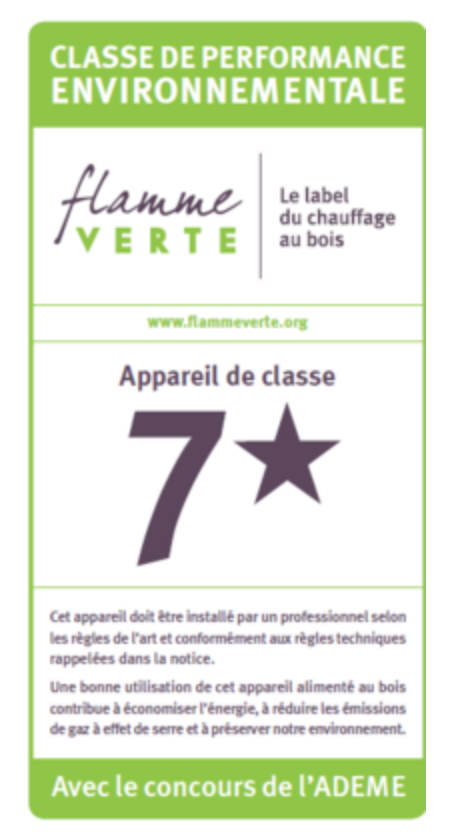 CLASSE DE PERFORMANCE
ENVIRONNEMENTALE
flamme
VERTE
Le label
du chauffage
au bois
www.flammeverte.org
Appareil de classe
7★
Cet appareil doit être installé par un professionnel selon
les règles de l'art et conformément aux règles techniques
rappelées dans la notice.
Une bonne utilisation de cet appareil alimenté au bois
contribue à économiser l'énergie, à réduire les émissions
de gaz à effet de serre et à préserver notre environnement.
Avec le concours de l'ADEME